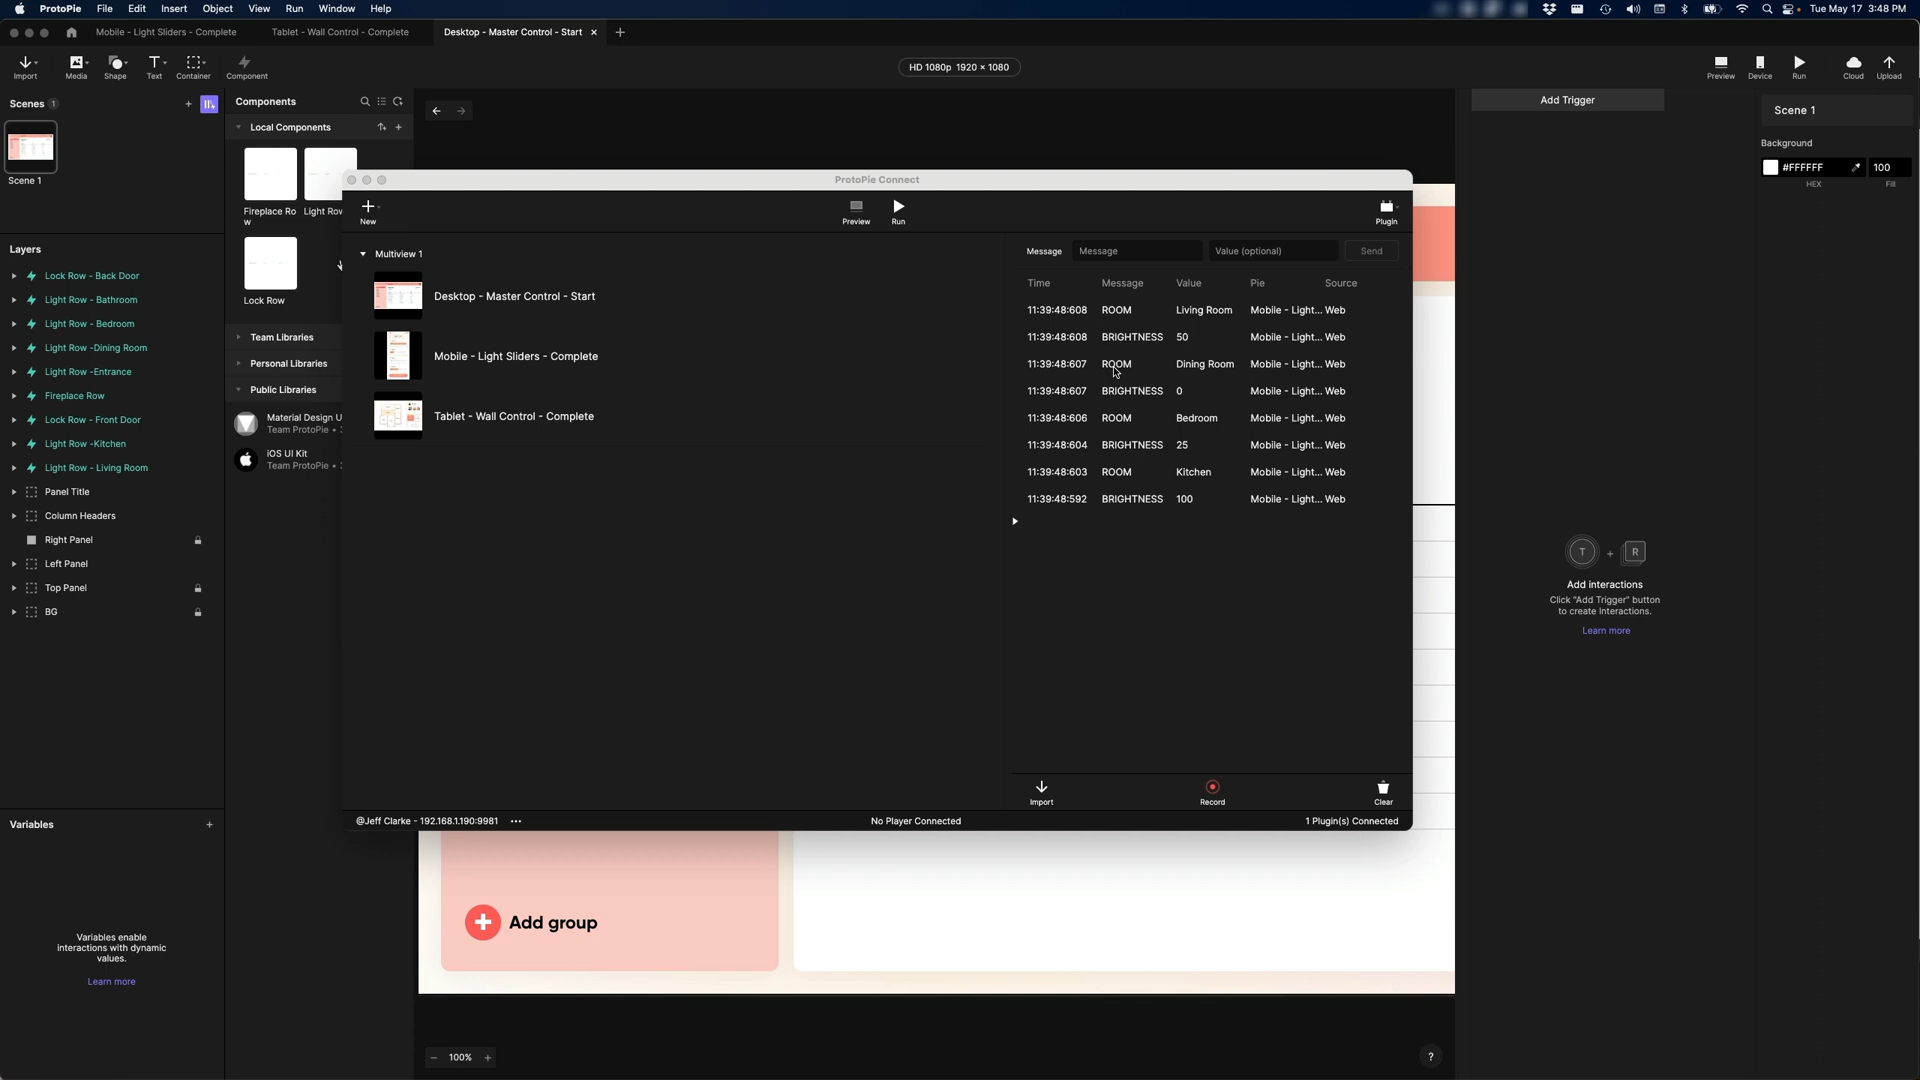 ProtoPie File Edit Insert Object View Run Window Help Tue May 17 3:48 PM
Mobile - Light Sliders - Complete Tablet - Wall Control - Complete Desktop - Master Control - Start
Import Media Shape Text Container Component HD 1080p 1920 × 1080 Preview Device Run Cloud Upload
Scenes 1
Scene 1
Components
Local Components
Fireplace Ro
w
Light Row
Lock Row
Team Libraries
Personal Libraries
Public Libraries
Material Design U
Team ProtoPie • 3
iOS UI Kit
Team ProtoPie • 3
Layers
Lock Row - Back Door
Light Row - Bathroom
Light Row - Bedroom
Light Row -Dining Room
Light Row -Entrance
Fireplace Row
Lock Row - Front Door
Light Row -Kitchen
Light Row - Living Room
Panel Title
Column Headers
Right Panel
Left Panel
Top Panel
BG
Variables
Variables enable
interactions with dynamic
values.
Learn more
ProtoPie Connect
New Preview Run Plugin
Multiview 1
Desktop - Master Control - Start
Mobile - Light Sliders - Complete
Tablet - Wall Control - Complete
Message Message Value (optional) Send
Time Message Value Pie Source
11:39:48:608 ROOM Living Room Mobile - Light... Web
11:39:48:608 BRIGHTNESS 50 Mobile - Light... Web
11:39:48:607 ROOM Dining Room Mobile - Light... Web
11:39:48:607 BRIGHTNESS 0 Mobile - Light... Web
11:39:48:606 ROOM Bedroom Mobile - Light... Web
11:39:48:604 BRIGHTNESS 25 Mobile - Light... Web
11:39:48:603 ROOM Kitchen Mobile - Light... Web
11:39:48:592 BRIGHTNESS 100 Mobile - Light... Web
Import Record Clear
@Jeff Clarke - 192.168.1.190:9981 ••• No Player Connected 1 Plugin(s) Connected
Add group
100%
?
Add Trigger
T + R
Add interactions
Click "Add Trigger" button
to create Interactions.
Learn more
Scene 1
Background
#FFFFFF 100
HEX Fill